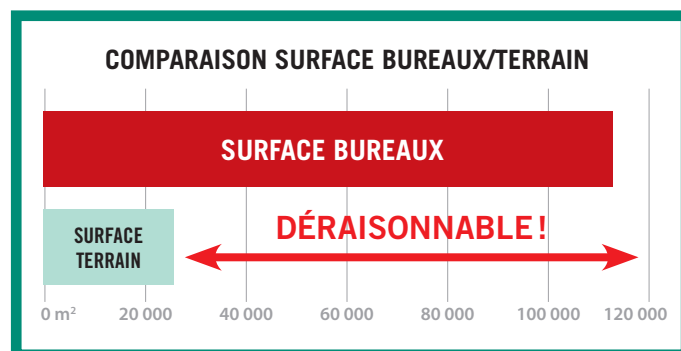 COMPARAISON SURFACE BUREAUX/TERRAIN
SURFACE BUREAUX
SURFACE
TERRAIN
DÉRAISONNABLE !
0 m² 20 000 40 000 60 000 80 000 100 000 120 000